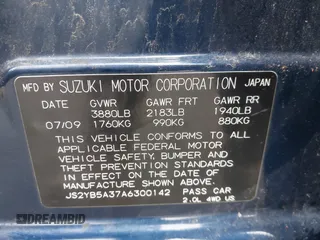 MFD BY SUZUKI MOTOR CORPORATION JAPAN
DATE GVWR GAWR FRT GAWR RR
3880LB 2183LB 1940LB
07/09 1760KG 990KG 880KG
THIS VEHICLE CONFORMS TO ALL
APPLICABLE FEDERAL MOTOR
VEHICLE SAFETY, BUMPER AND
THEFT PREVENTION STANDARDS
IN EFFECT ON THE DATE OF
MANUFACTURE SHOWN ABOVE
JS2YB5A37A6300142 PASS CAR
2.0L 4WD US
DREAMBID